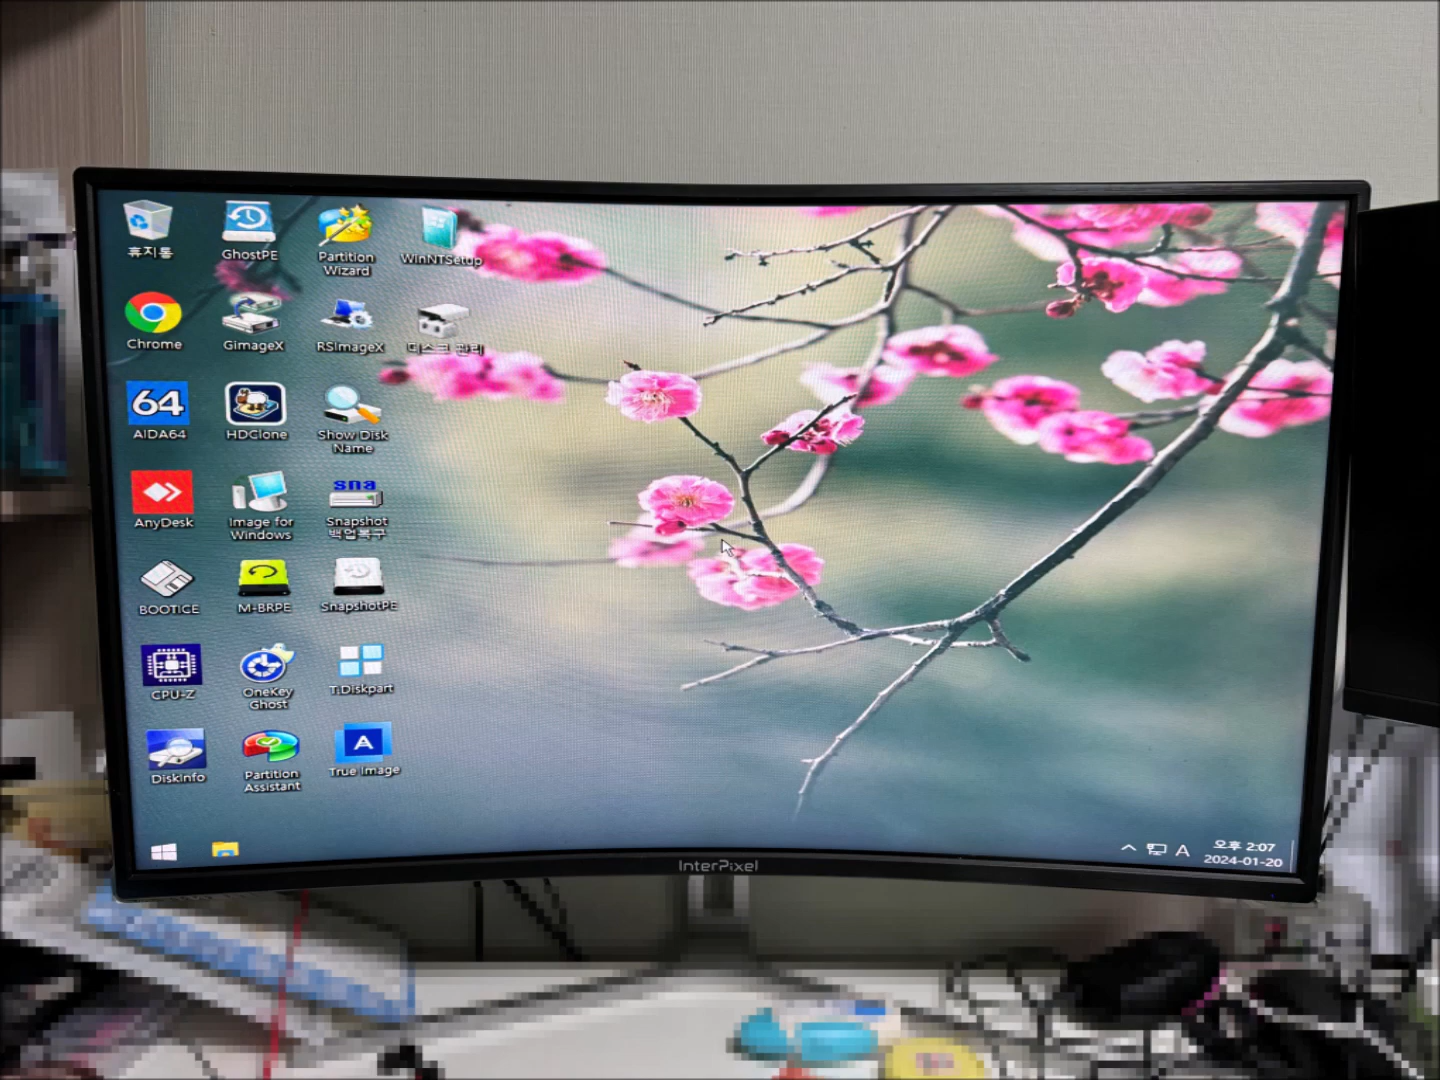 휴지통
GhostPE
Partition
Wizard
WinNTSetup
Chrome
GimageX
RSImageX
디스크 관리
64
AIDA64
HDClone
Show Disk
Name
AnyDesk
Image for
Windows
sna
Snapshot
백업복구
BOOTICE
M-BRPE
SnapshotPE
CPU-Z
OneKey
Ghost
T.Diskpart
DiskInfo
Partition
Assistant
A
True Image
A
오후 2:07
2024-01-20
InterPixel